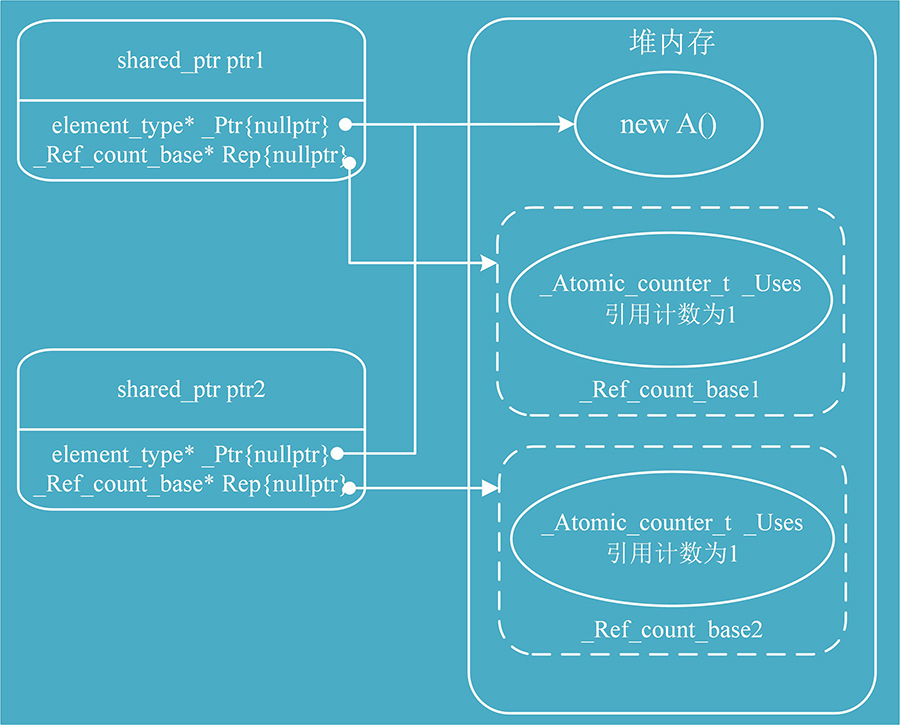 shared_ptr ptr1
element_type* _Ptr{nullptr}
_Ref_count_base* Rep{nullptr}
堆内存
new A()
_Atomic_counter_t _Uses
引用计数为1
_Ref_count_base1
shared_ptr ptr2
element_type* _Ptr{nullptr}
_Ref_count_base* Rep{nullptr}
_Atomic_counter_t _Uses
引用计数为1
_Ref_count_base2